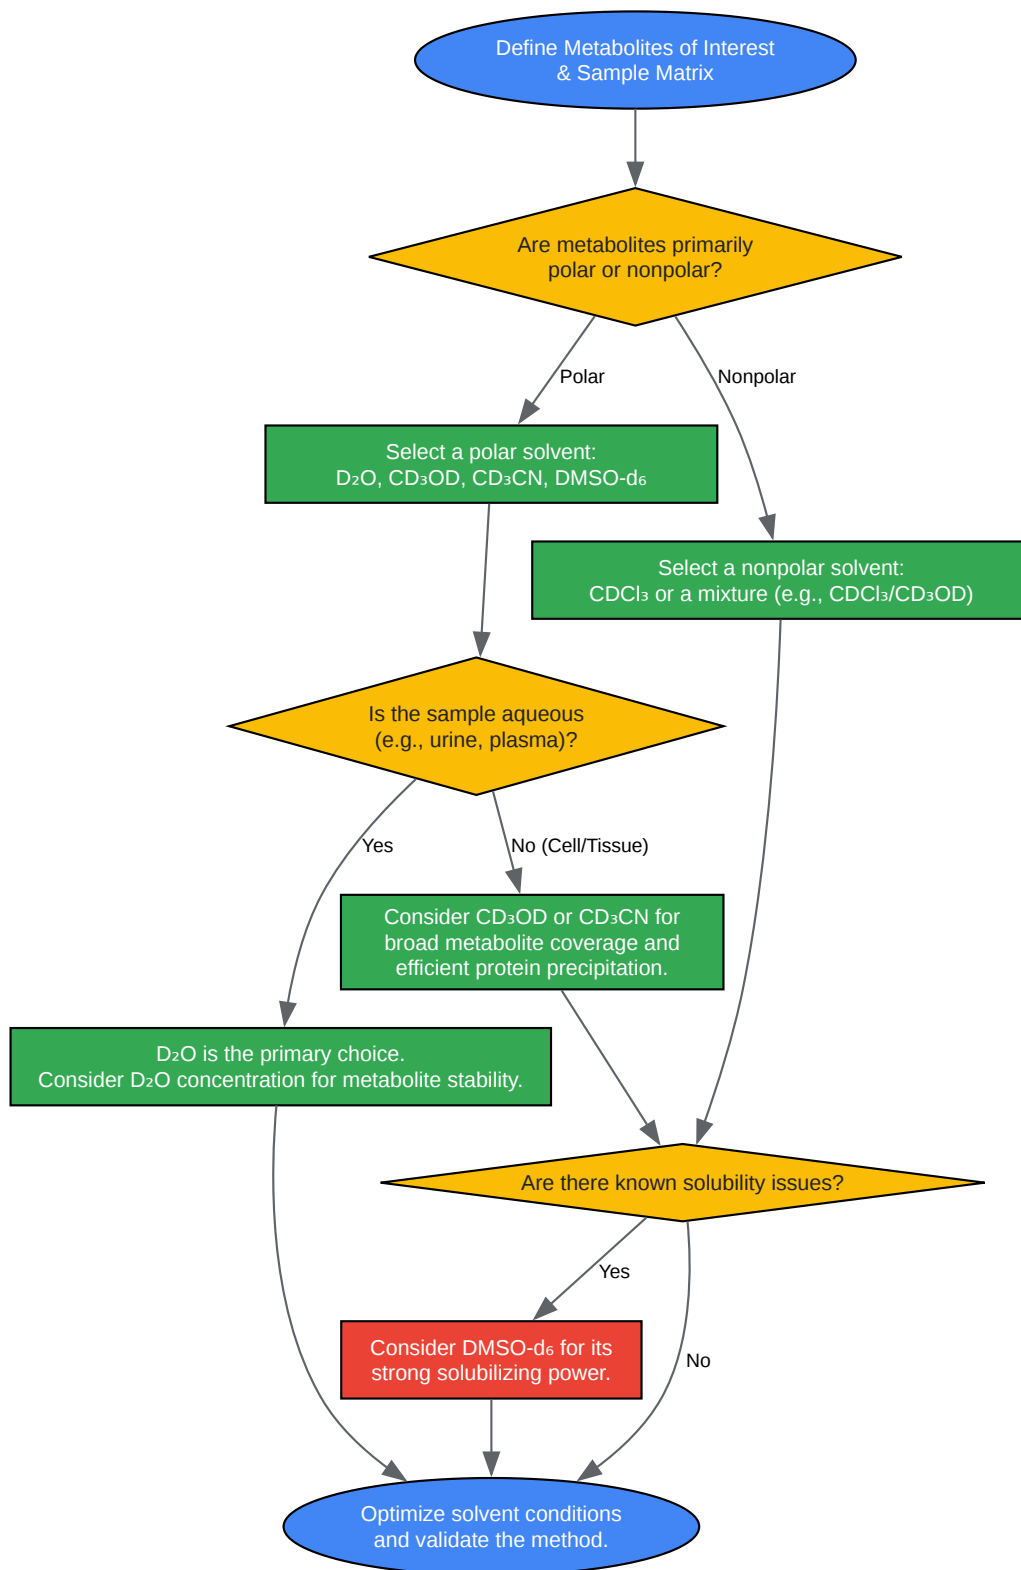 Define Metabolites of Interest
& Sample Matrix
Are metabolites primarily
polar or nonpolar?
Polar
Nonpolar
Select a polar solvent:
D₂O, CD₃OD, CD₃CN, DMSO-d₆
Select a nonpolar solvent:
CDCl₃ or a mixture (e.g., CDCl₃/CD₃OD)
Is the sample aqueous
(e.g., urine, plasma)?
Yes
No (Cell/Tissue)
Consider CD₃OD or CD₃CN for
broad metabolite coverage and
efficient protein precipitation.
D₂O is the primary choice.
Consider D₂O concentration for metabolite stability.
Are there known solubility issues?
Yes
No
Consider DMSO-d₆ for its
strong solubilizing power.
Optimize solvent conditions
and validate the method.